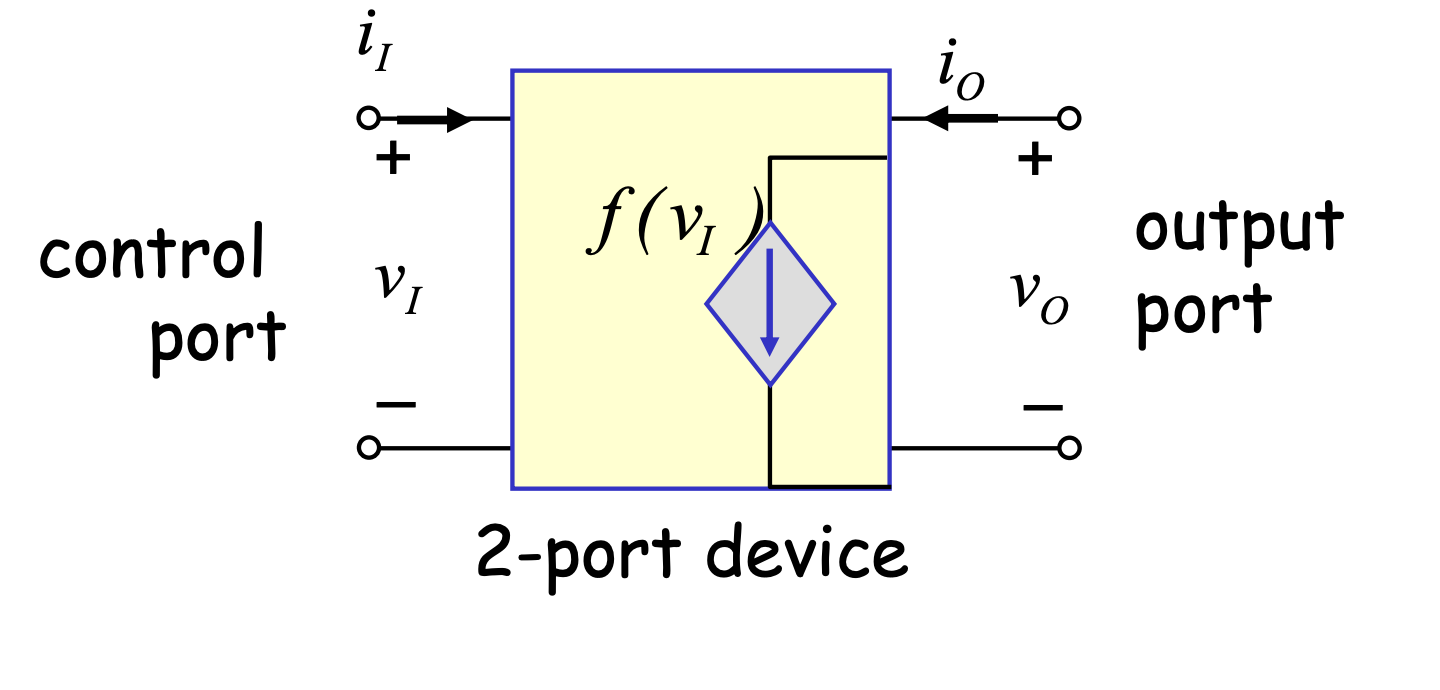 i_I
i_O
+
+
f(v_I)
control
port
v_I
v_O
output
port
−
−
2-port device